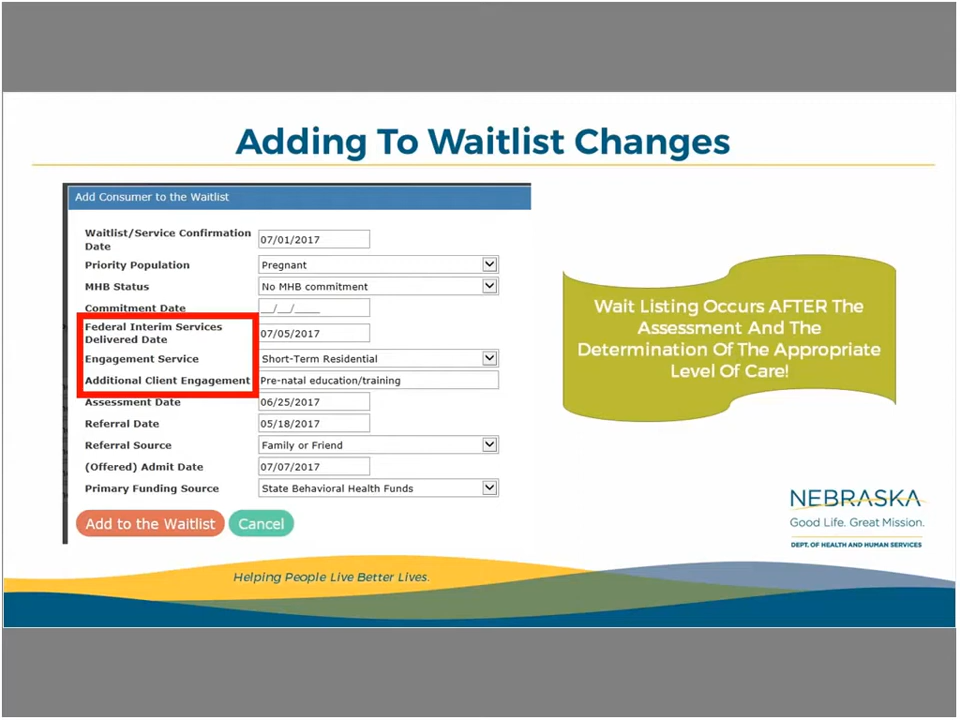 Adding To Waitlist Changes
Add Consumer to the Waitlist
Waitlist/Service Confirmation
Date
07/01/2017
Priority Population
Pregnant
MHB Status
No MHB commitment
Commitment Date
__/__/____
Federal Interim Services
Delivered Date
07/05/2017
Engagement Service
Short-Term Residential
Additional Client Engagement
Pre-natal education/training
Assessment Date
06/25/2017
Referral Date
05/18/2017
Referral Source
Family or Friend
(Offered) Admit Date
07/07/2017
Primary Funding Source
State Behavioral Health Funds
Add to the Waitlist
Cancel
Wait Listing Occurs AFTER The
Assessment And The
Determination Of The Appropriate
Level Of Care!
NEBRASKA
Good Life. Great Mission.
DEPT. OF HEALTH AND HUMAN SERVICES
Helping People Live Better Lives.